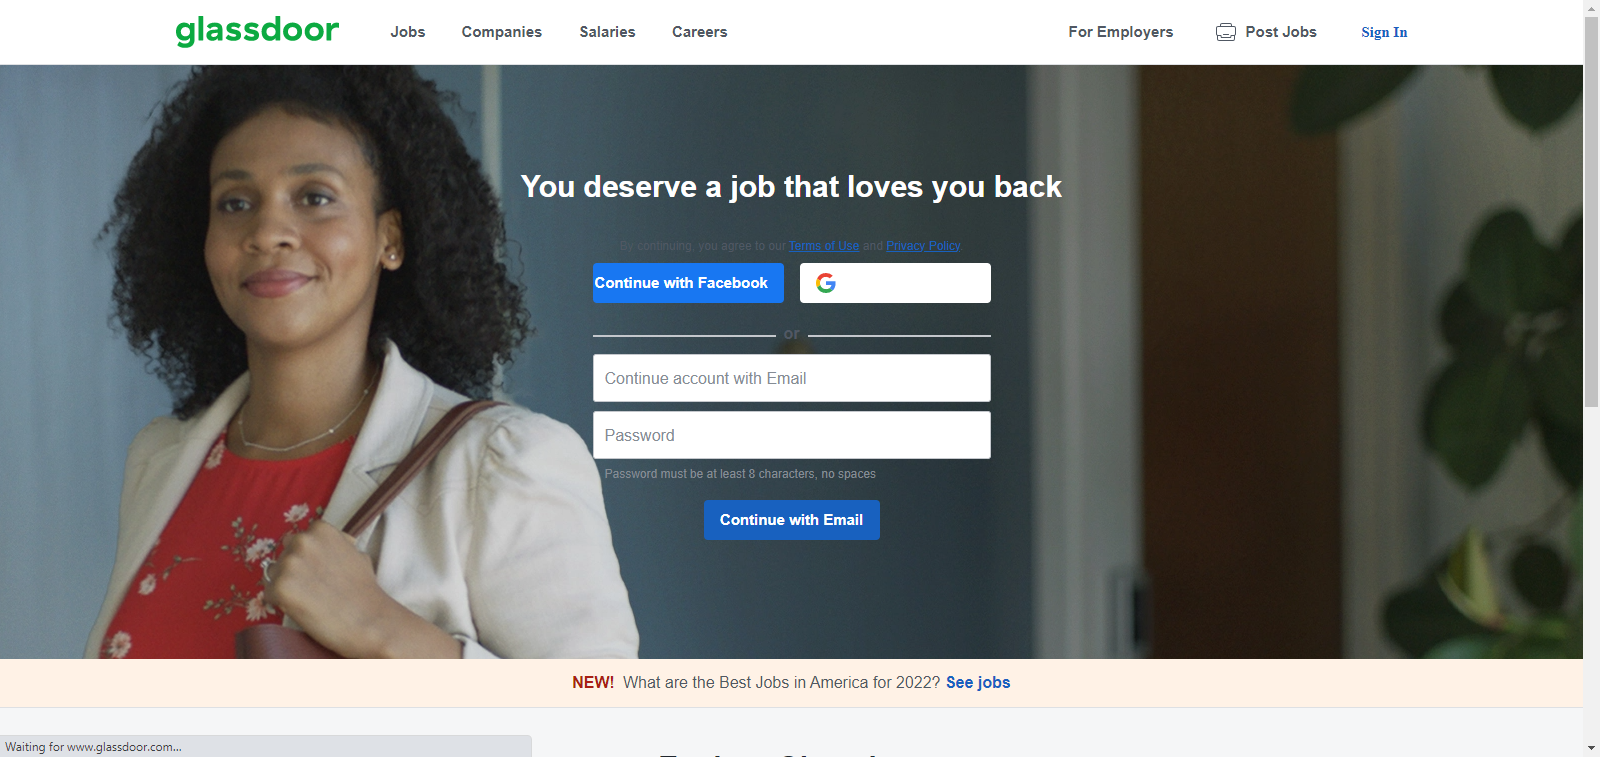 glassdoor Jobs Companies Salaries Careers For Employers Post Jobs Sign In
You deserve a job that loves you back
By continuing, you agree to our Terms of Use and Privacy Policy.
Continue with Facebook
or
Continue account with Email
Password
Password must be at least 8 characters, no spaces
Continue with Email
NEW! What are the Best Jobs in America for 2022? See jobs
Waiting for www.glassdoor.com...